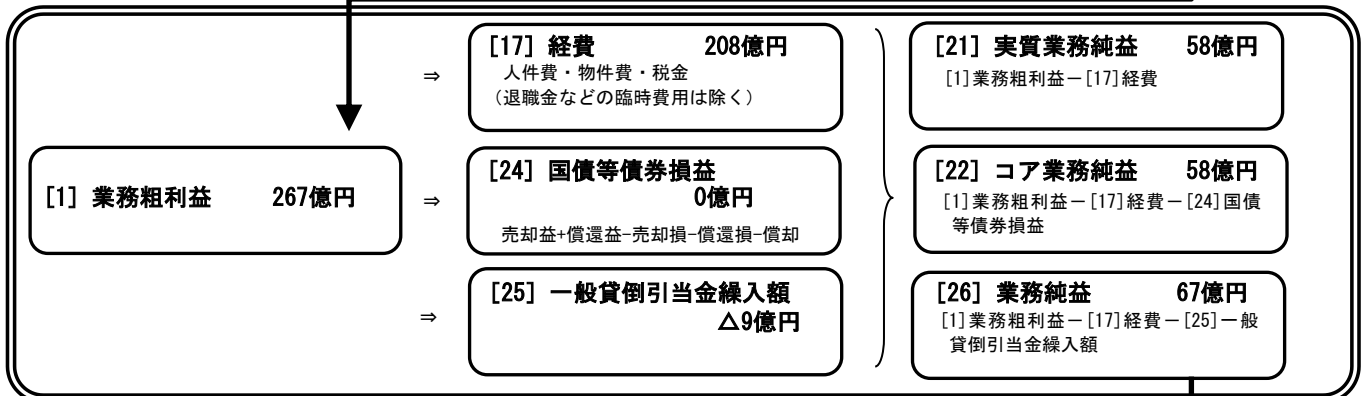 [17] 経費 208億円
人件費・物件費・税金
（退職金などの臨時費用は除く）
⇒
[21] 実質業務純益 58億円
[1]業務粗利益－[17]経費
[1] 業務粗利益 267億円
⇒
[24] 国債等債券損益
0億円
売却益+償還益-売却損-償還損-償却
[22] コア業務純益 58億円
[1]業務粗利益－[17]経費－[24]国債
等債券損益
⇒
[25] 一般貸倒引当金繰入額
△9億円
[26] 業務純益 67億円
[1]業務粗利益－[17]経費－[25]一般
貸倒引当金繰入額